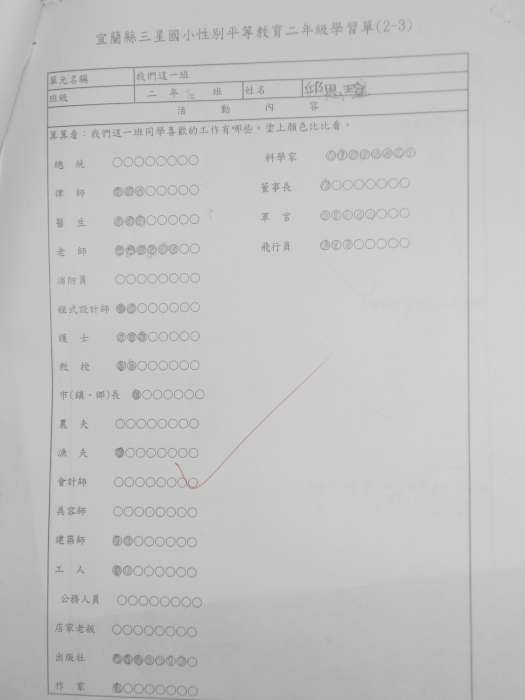 宜蘭縣三星國小性別平等教育二年級學習單(2-3)
單元名稱 我們這一班
班級 二 年 班 姓名
活 動 內 容
算算看：我們這一班同學喜歡的工作有哪些，塗上顏色比比看。
總 統 科學家
律 師 董事長
醫 生 軍 官
老 師 飛行員
消防員
程式設計師
護 士
教 授
市(鎮、鄉)長
農 夫
漁 夫
會計師
美容師
建築師
工 人
公務人員
店家老板
出版社
作 家